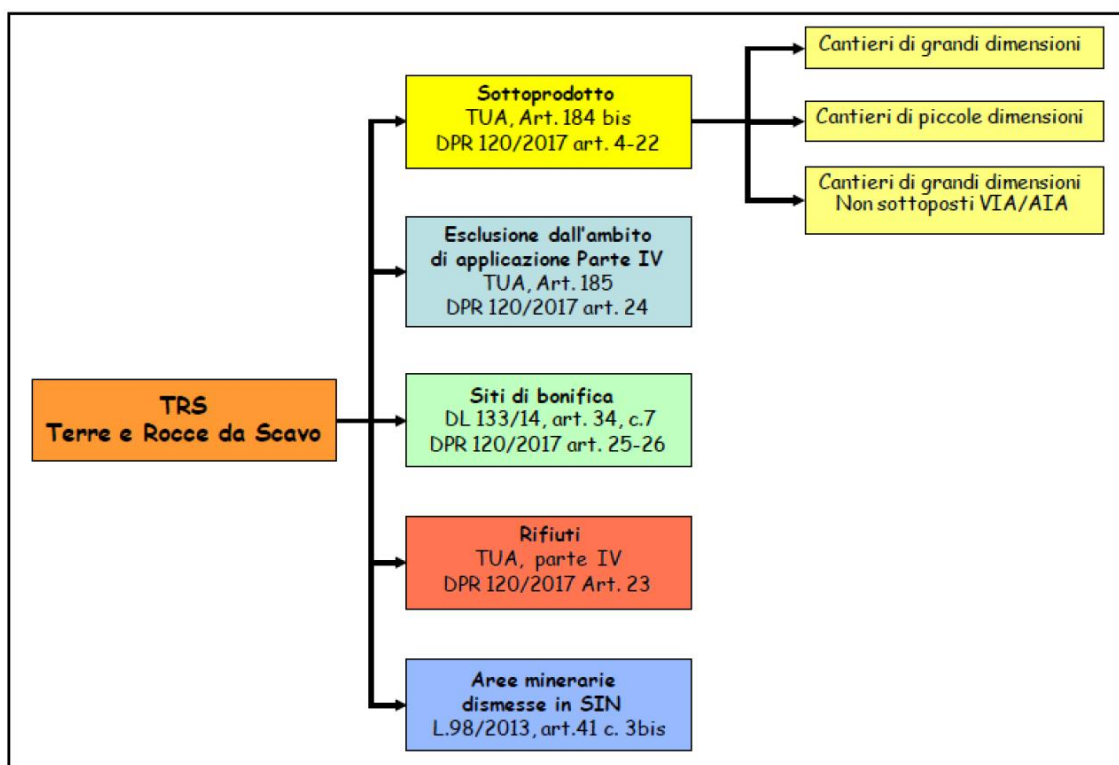 TRS
Terre e Rocce da Scavo
Sottoprodotto
TUA, Art. 184 bis
DPR 120/2017 art. 4-22
Cantieri di grandi dimensioni
Cantieri di piccole dimensioni
Cantieri di grandi dimensioni
Non sottoposti VIA/AIA
Esclusione dall'ambito
di applicazione Parte IV
TUA, Art. 185
DPR 120/2017 art. 24
Siti di bonifica
DL 133/14, art. 34, c.7
DPR 120/2017 art. 25-26
Rifiuti
TUA, parte IV
DPR 120/2017 Art. 23
Aree minerarie
dismesse in SIN
L.98/2013, art.41 c. 3bis